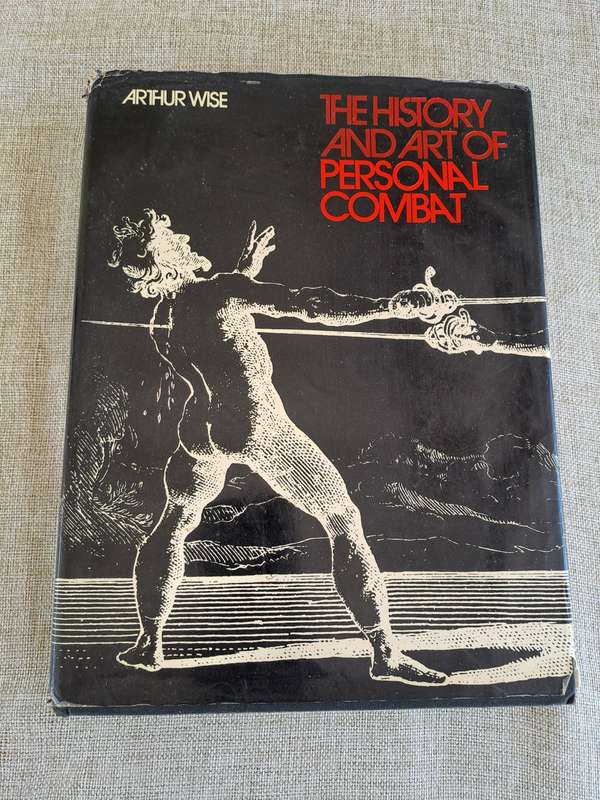 ARTHUR WISE
THE HISTORY
AND ART OF
PERSONAL
COMBAT